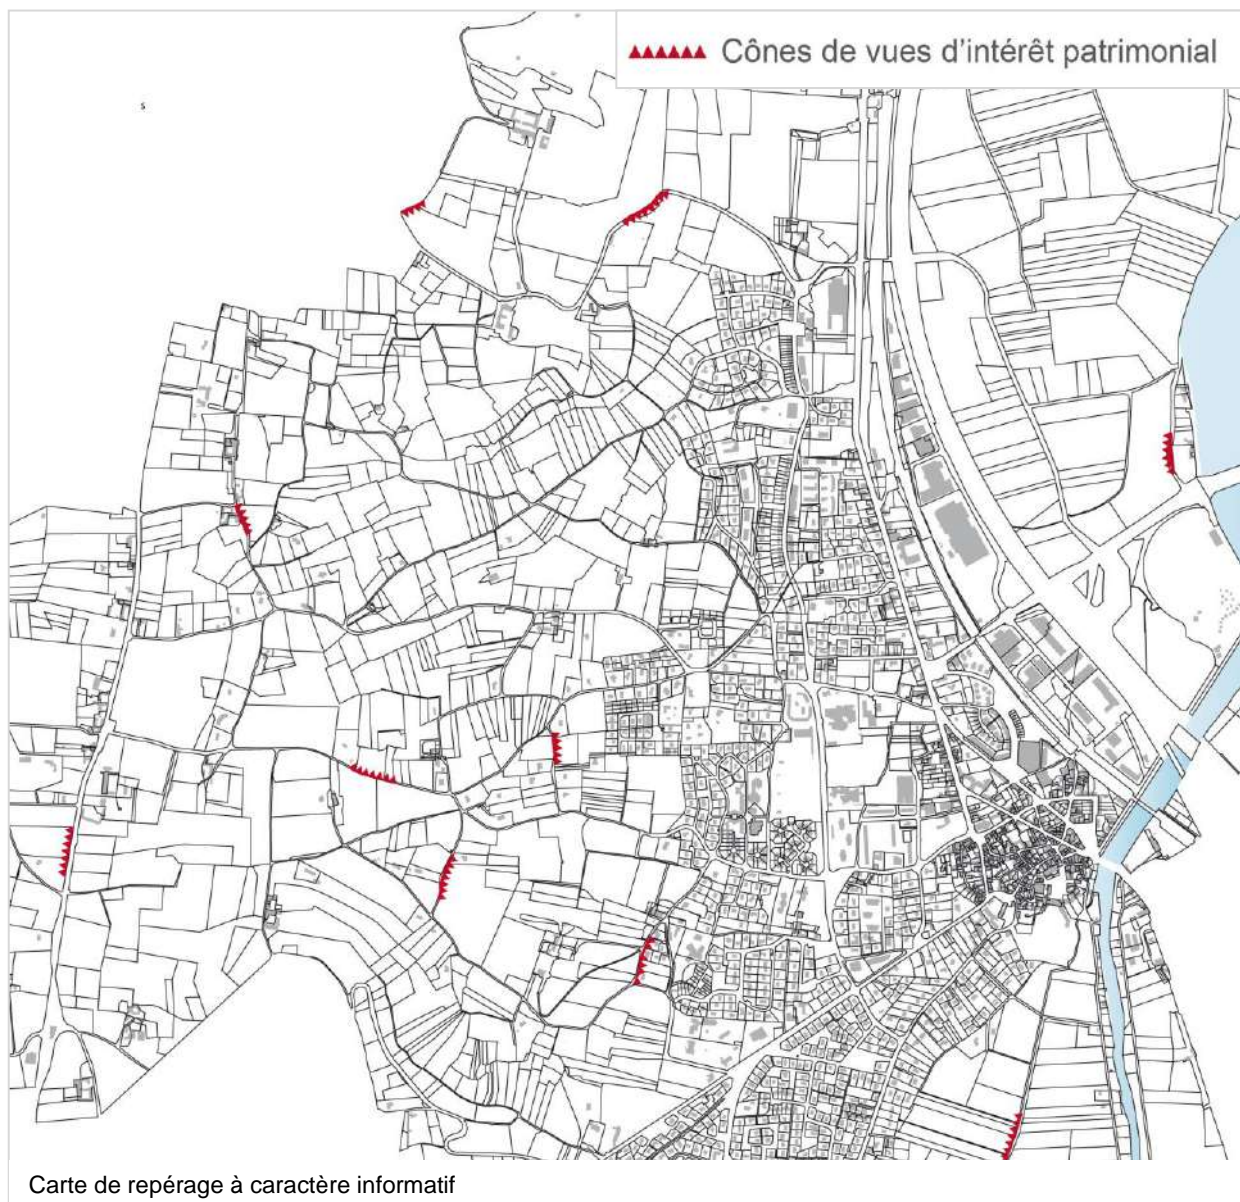 Cônes de vues d'intérêt patrimonial
s
Carte de repérage à caractère informatif